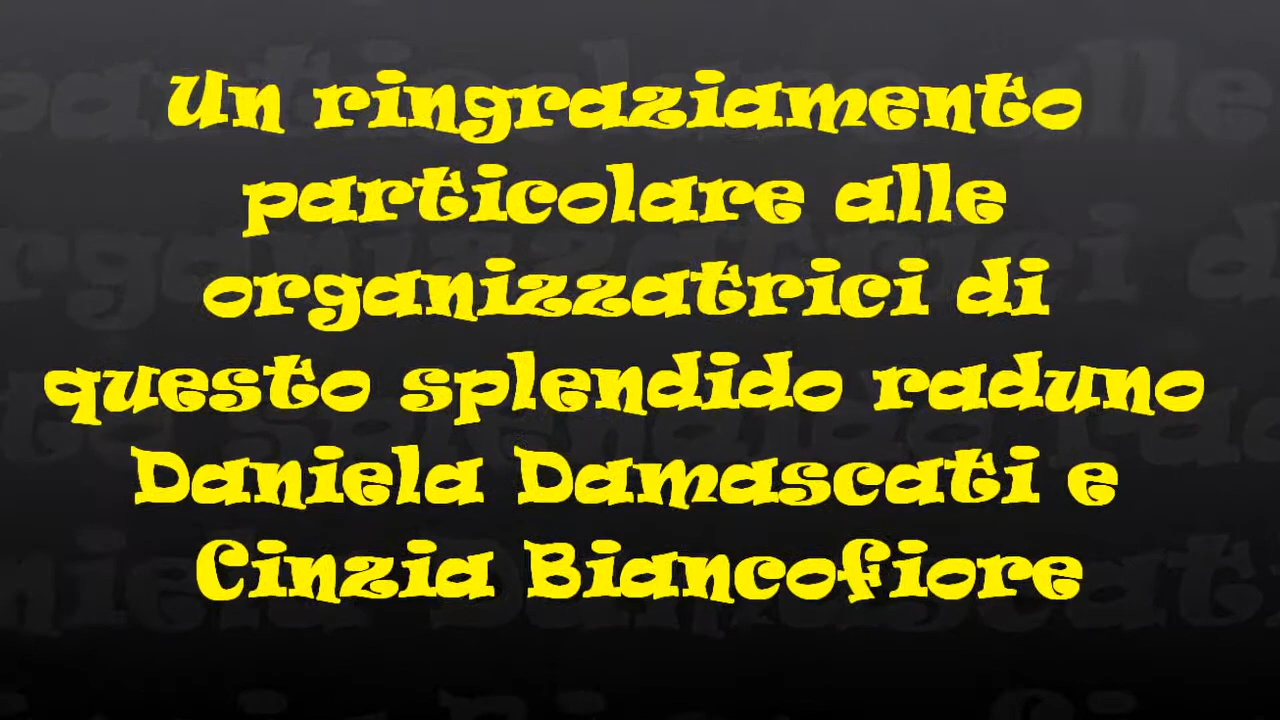 Un ringraziamento
particolare alle
organizzatrici di
questo splendido raduno
Daniela Damascati e
Cinzia Biancofiore